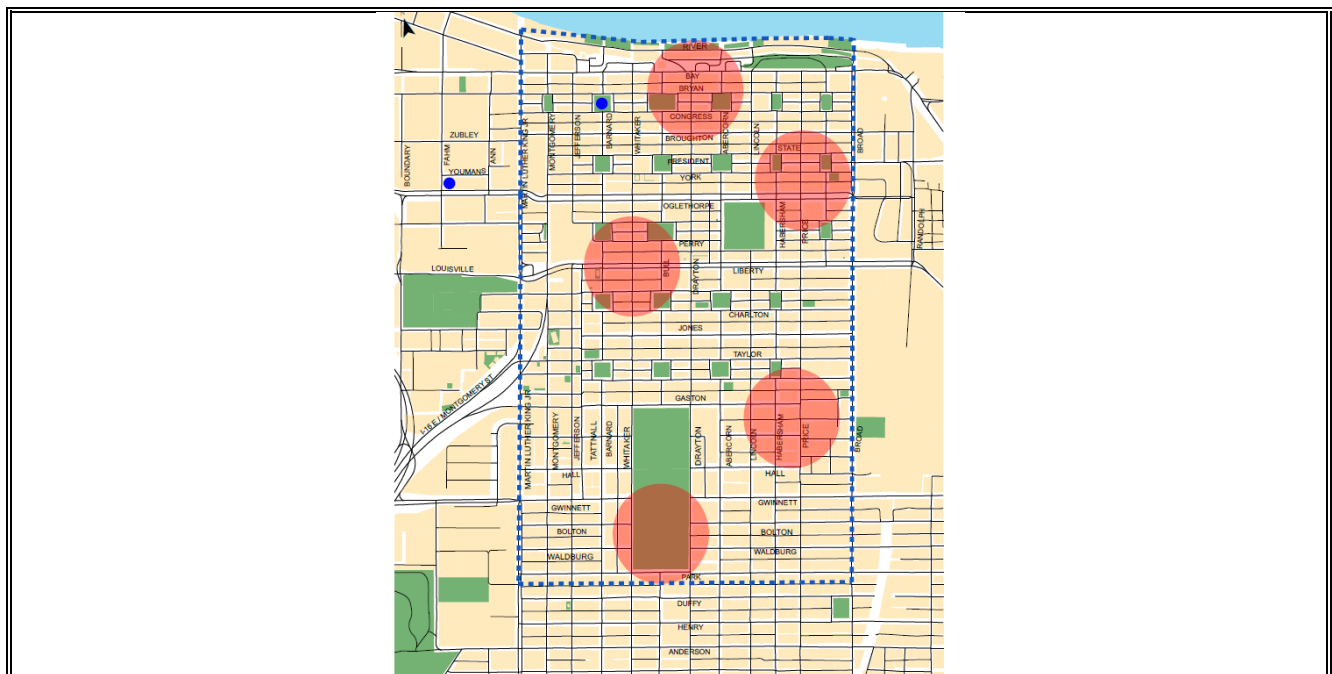 RIVER
BAY
BRYAN
CONGRESS
BROUGHTON
STATE
PRESIDENT
YORK
ZUBLEY
YOUMANS
BOUNDARY
FAHM
ANN
MARTIN LUTHER KING JR
MONTGOMERY
JEFFERSON
BARNARD
WHITAKER
ABERCORN
LINCOLN
BROAD
OGLETHORPE
HABERSHAM
PRICE
RANDOLPH
PERRY
LOUISVILLE
BULL
DRAYTON
LIBERTY
CHARLTON
JONES
TAYLOR
I-16 E / MONTGOMERY ST
GASTON
MARTIN LUTHER KING JR
MONTGOMERY
JEFFERSON
TATTNALL
BARNARD
WHITAKER
DRAYTON
ABERCORN
LINCOLN
HABERSHAM
PRICE
BROAD
HALL
HALL
GWINNETT
GWINNETT
BOLTON
BOLTON
WALDBURG
WALDBURG
PARK
DUFFY
HENRY
ANDERSON